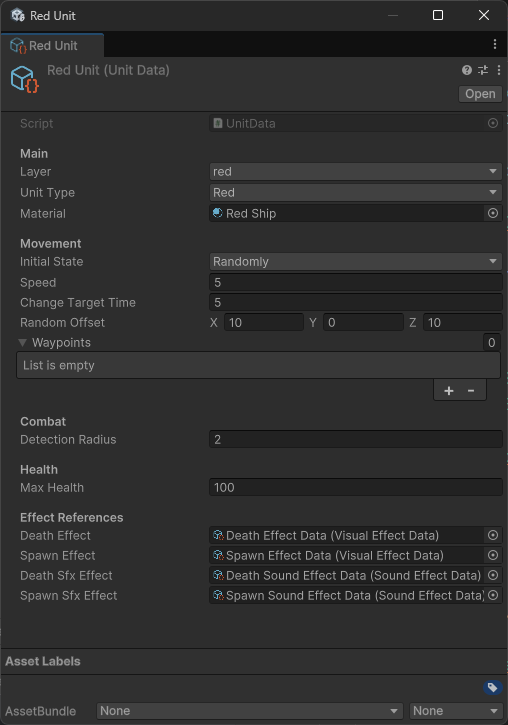 Red Unit
Red Unit
Red Unit (Unit Data)
Open
Script UnitData
Main
Layer red
Unit Type Red
Material Red Ship
Movement
Initial State Randomly
Speed 5
Change Target Time 5
Random Offset X 10 Y 0 Z 10
Waypoints 0
List is empty
+ -
Combat
Detection Radius 2
Health
Max Health 100
Effect References
Death Effect Death Effect Data (Visual Effect Data)
Spawn Effect Spawn Effect Data (Visual Effect Data)
Death Sfx Effect Death Sound Effect Data (Sound Effect Data)
Spawn Sfx Effect Spawn Sound Effect Data (Sound Effect Data)
Asset Labels
AssetBundle None None